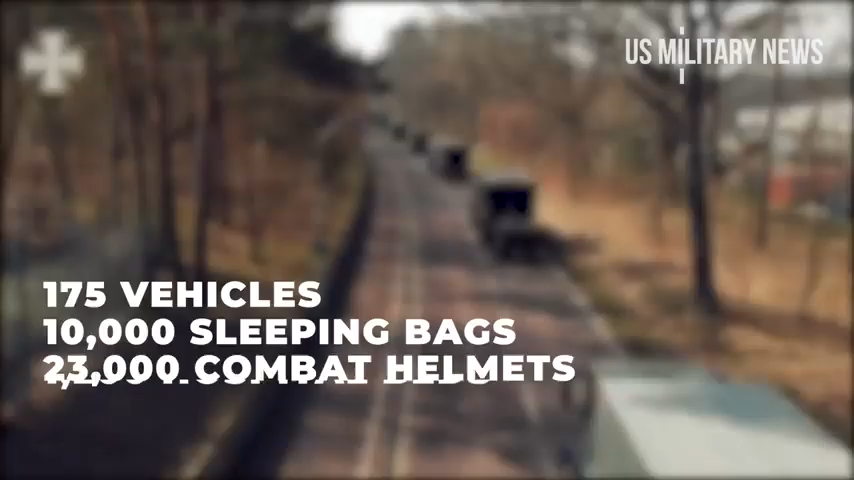 US MILITARY NEWS
175 VEHICLES
10,000 SLEEPING BAGS
23,000 COMBAT HELMETS